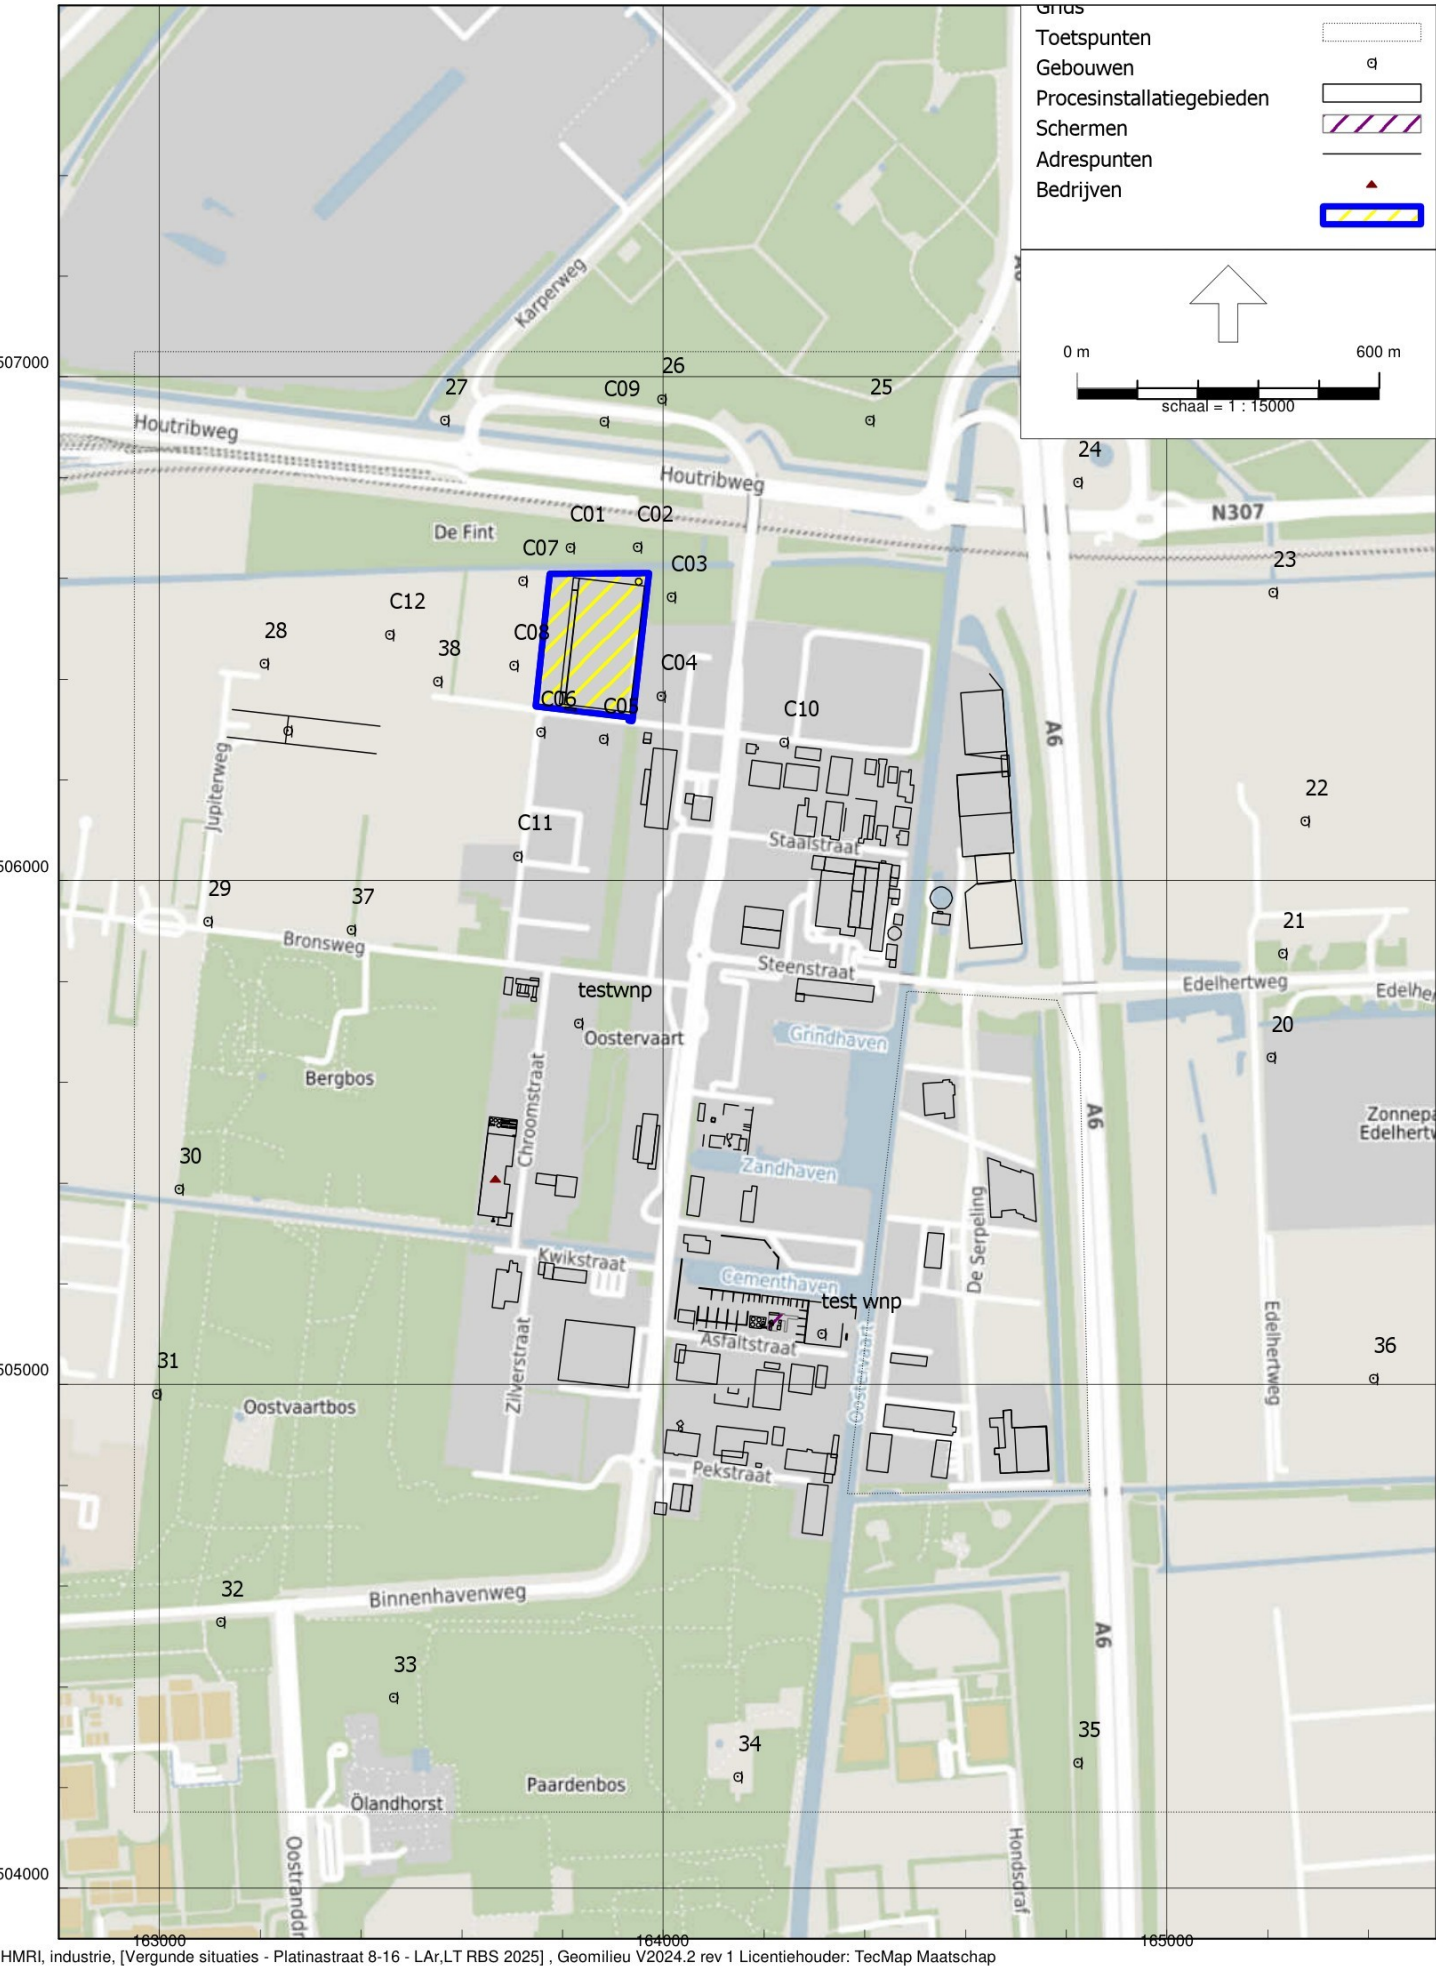 Grids
Toetspunten
Gebouwen
Procesinstallatiegebieden
Schermen
Adrespunten
Bedrijven
0 m 600 m
schaal = 1 : 15000
Karperweg
507000
26
27
C09
25
Houtribweg
24
Houtribweg
N307
C01
C02
De Fint
C07
C03
23
C12
28
C08
38
C04
C06
C05
C10
A6
Jupiterweg
22
C11
Staalstraat
506000
29
37
21
Bronsweg
Steenstraat
Edelhertweg
testwnp
20
Oostervaart
Grindhaven
Bergbos
Chroomstraat
A6
Zandhaven
30
De Serpeling
Kwikstraat
Cementhaven
test wnp
Asfaltstraat
Oostervaart
Edelhertweg
36
505000
31
Zilverstraat
Oostvaartbos
Pekstraat
32
Binnenhavenweg
A6
33
34
35
Paardenbos
Ölandhorst
Hondsdraf
504000
163000 164000 165000
HMRI, industrie, [Vergunde situaties - Platinastraat 8-16 - LAr,LT RBS 2025] , Geomilieu V2024.2 rev 1 Licentiehouder: TecMap Maatschap